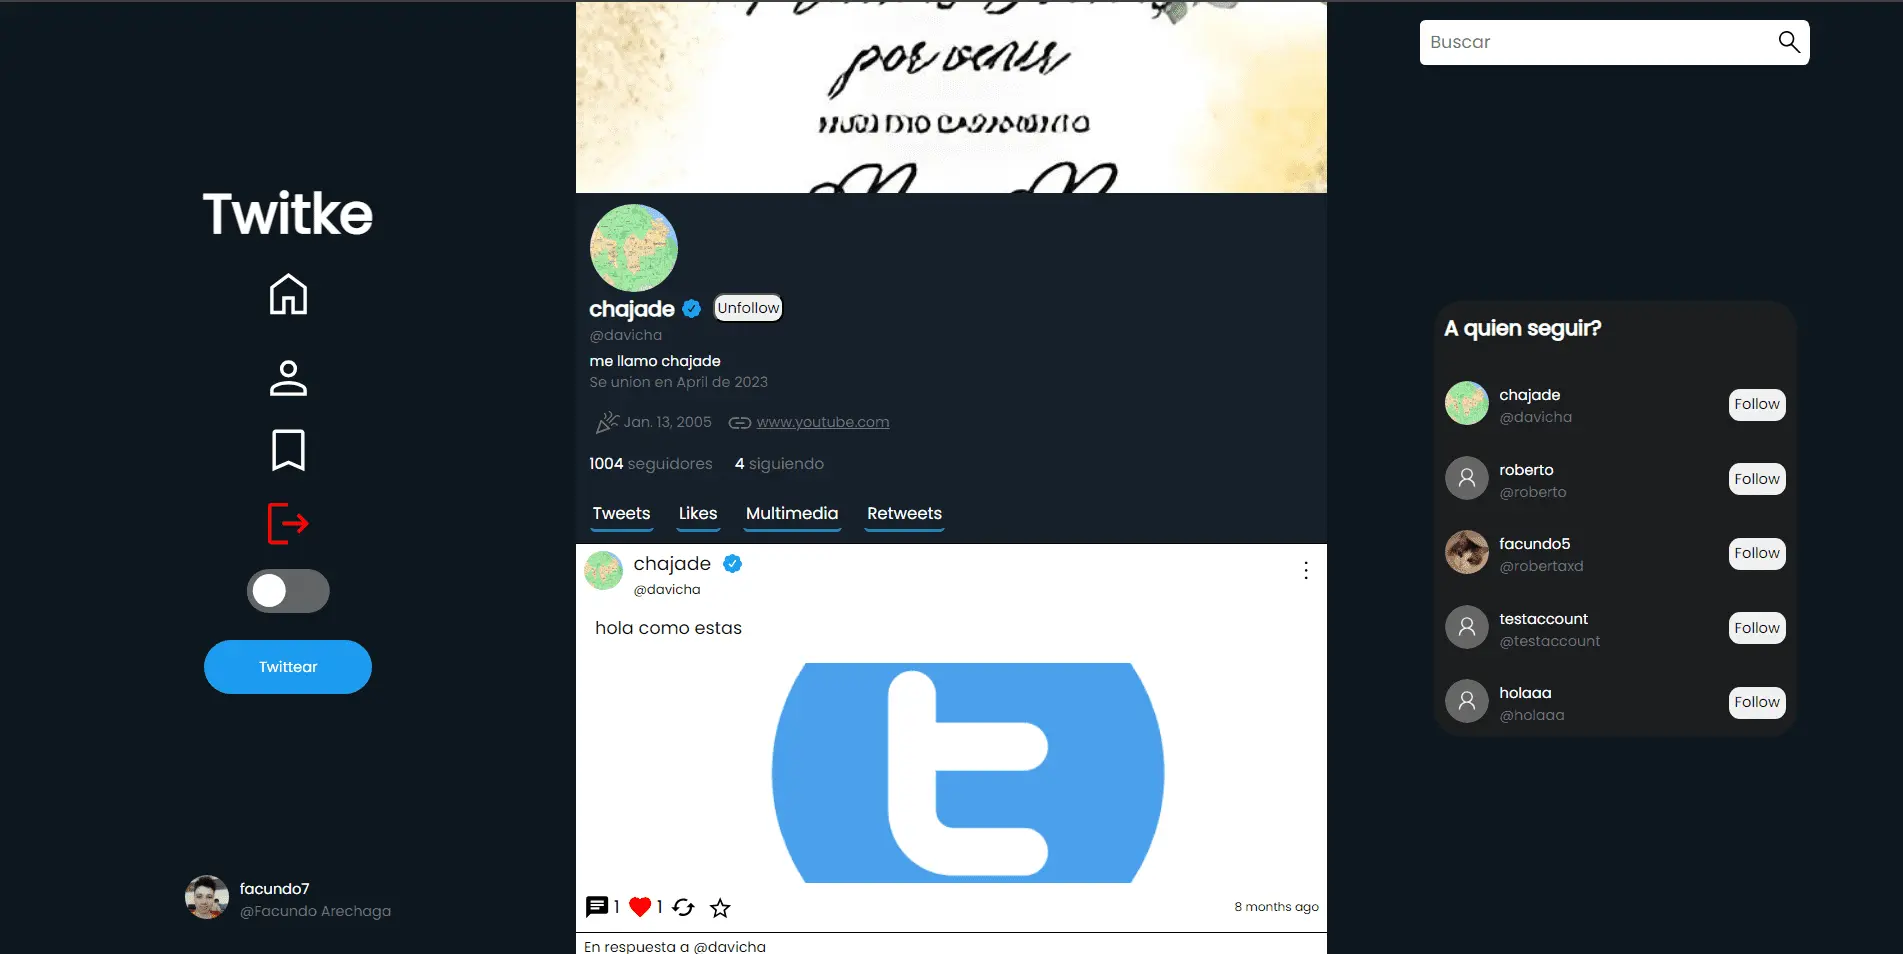 por venir
Buscar
Twitke
chajade
Unfollow
@davicha
me llamo chajade
Se union en April de 2023
Jan. 13, 2005 www.youtube.com
1004 seguidores 4 siguiendo
Tweets Likes Multimedia Retweets
chajade
@davicha
hola como estas
1 1
8 months ago
En respuesta a @davicha
Twittear
facundo7
@Facundo Arechaga
A quien seguir?
chajade
@davicha
Follow
roberto
@roberto
Follow
facundo5
@robertaxd
Follow
testaccount
@testaccount
Follow
holaaa
@holaaa
Follow